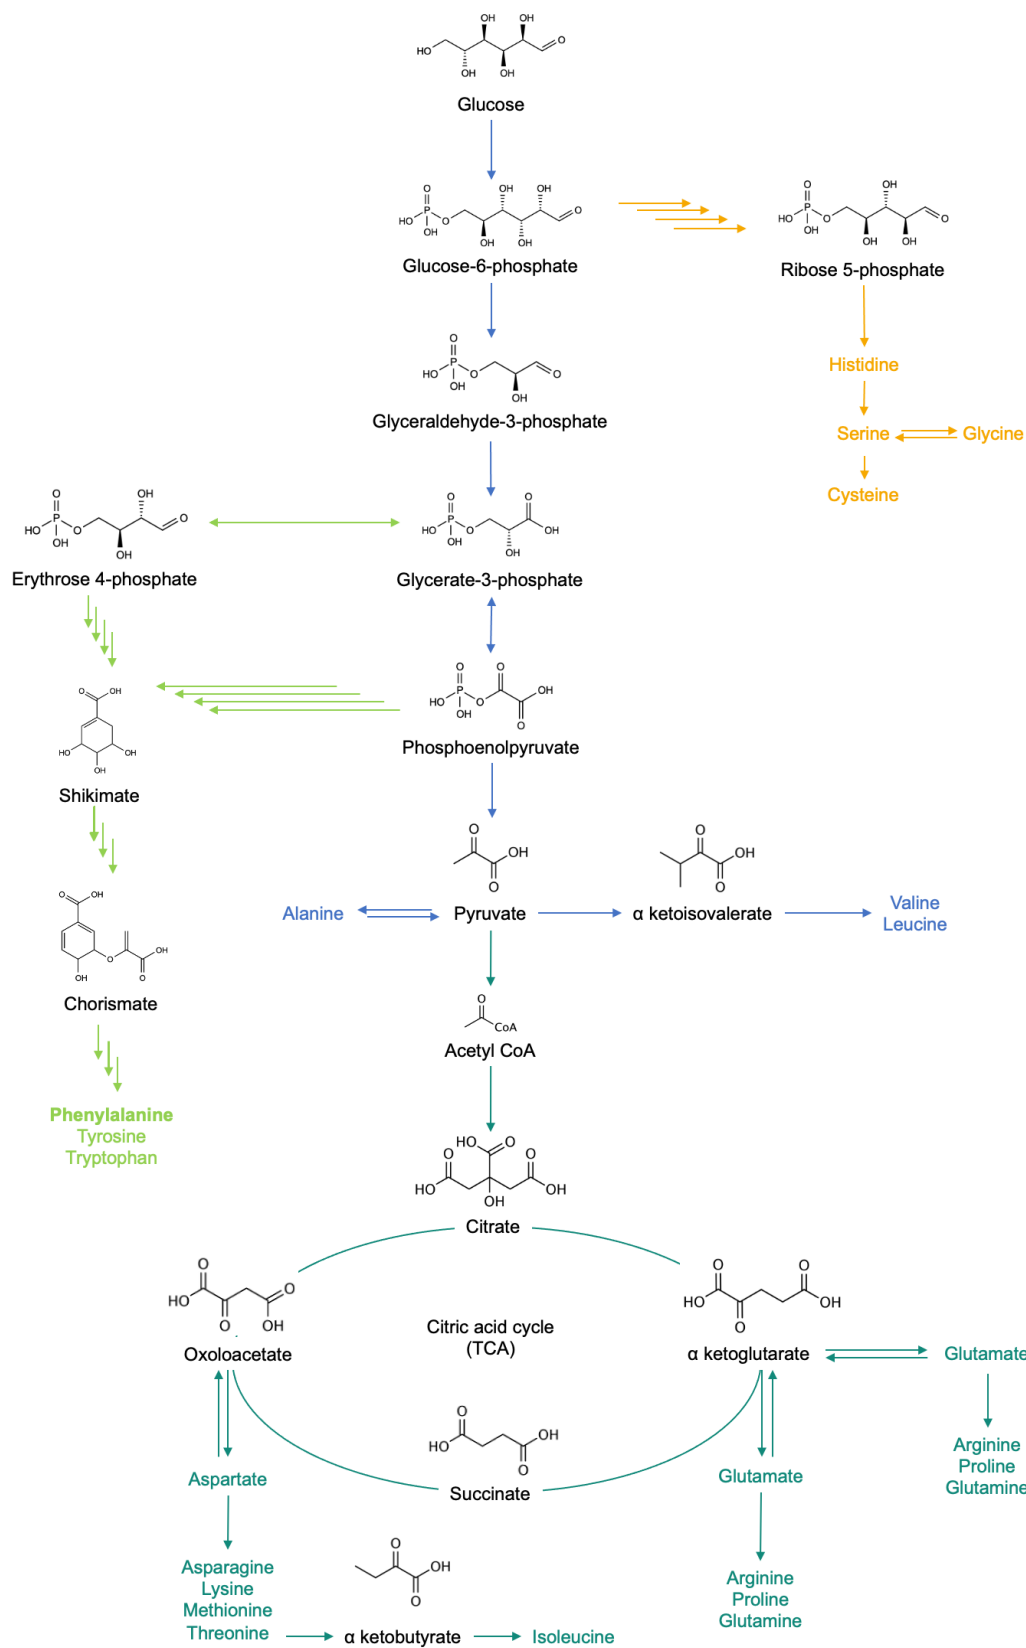 Glucose
Glucose-6-phosphate
Ribose 5-phosphate
Histidine
Glyceraldehyde-3-phosphate
Serine
Glycine
Cysteine
Erythrose 4-phosphate
Glycerate-3-phosphate
Phosphoenolpyruvate
Shikimate
Alanine
Pyruvate
α ketoisovalerate
Valine
Leucine
Chorismate
CoA
Acetyl CoA
Phenylalanine
Tyrosine
Tryptophan
Citrate
Oxoloacetate
Citric acid cycle
(TCA)
α ketoglutarate
Glutamate
Arginine
Proline
Glutamine
Aspartate
Succinate
Glutamate
Asparagine
Lysine
Methionine
Threonine
α ketobutyrate
Isoleucine
Arginine
Proline
Glutamine